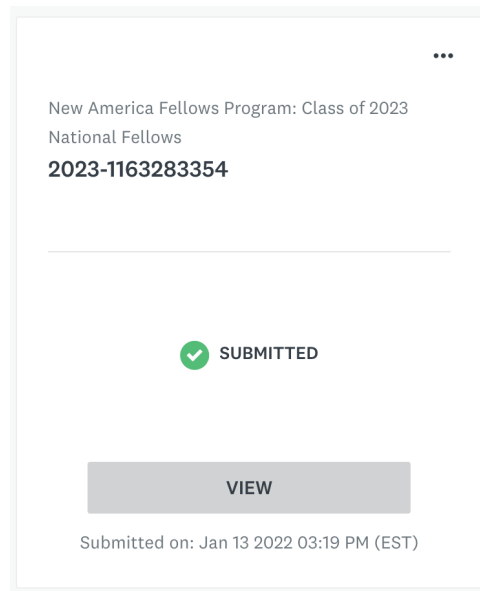 New America Fellows Program: Class of 2023
National Fellows
2023-1163283354
SUBMITTED
VIEW
Submitted on: Jan 13 2022 03:19 PM (EST)